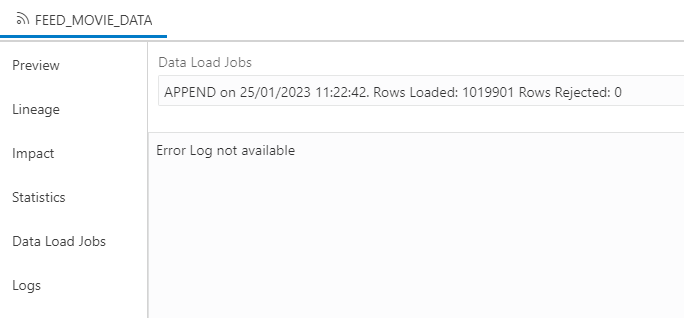 FEED_MOVIE_DATA
Preview
Lineage
Impact
Statistics
Data Load Jobs
Logs
Data Load Jobs
APPEND on 25/01/2023 11:22:42. Rows Loaded: 1019901 Rows Rejected: 0
Error Log not available